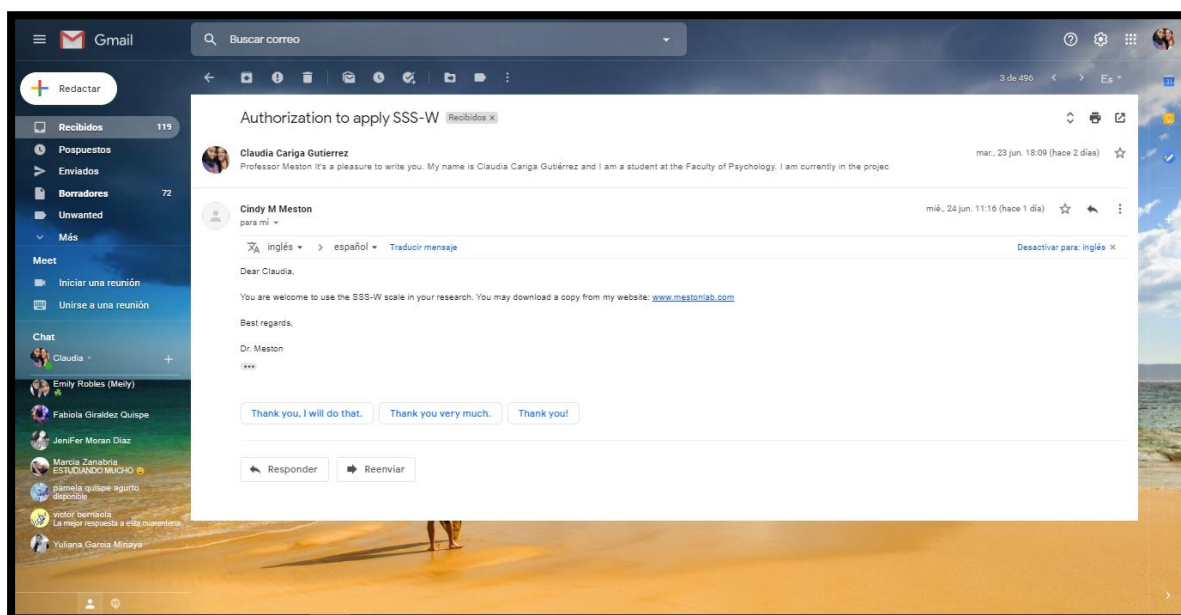 Gmail
Buscar correo
Redactar
3 de 496
Es
Recibidos 119
Pospuestos
Enviados
Borradores 72
Unwanted
Más
Meet
Iniciar una reunión
Unirse a una reunión
Chat
Claudia
Emily Robles (Meily)
Fabiola Giraldez Quispe
JeniFer Moran Diaz
Marcia Zanabria
ESTUDIANDO MUCHO
pamela quispe agurto
disponible
victor bernaola
La mejor respuesta a esta cuarentena
Yuliana Garcia Minaya
Authorization to apply SSS-W Recibidos x
Claudia Cariga Gutierrez mar., 23 jun. 18:09 (hace 2 días)
Professor Meston It's a pleasure to write you. My name is Claudia Cariga Gutiérrez and I am a student at the Faculty of Psychology. I am currently in the projec
Cindy M Meston mié., 24 jun. 11:16 (hace 1 día)
para mí
inglés > español Traducir mensaje Desactivar para: inglés x
Dear Claudia,
You are welcome to use the SSS-W scale in your research. You may download a copy from my website: www.mestonlab.com
Best regards,
Dr. Meston
Thank you, I will do that. Thank you very much. Thank you!
Responder Reenviar
31